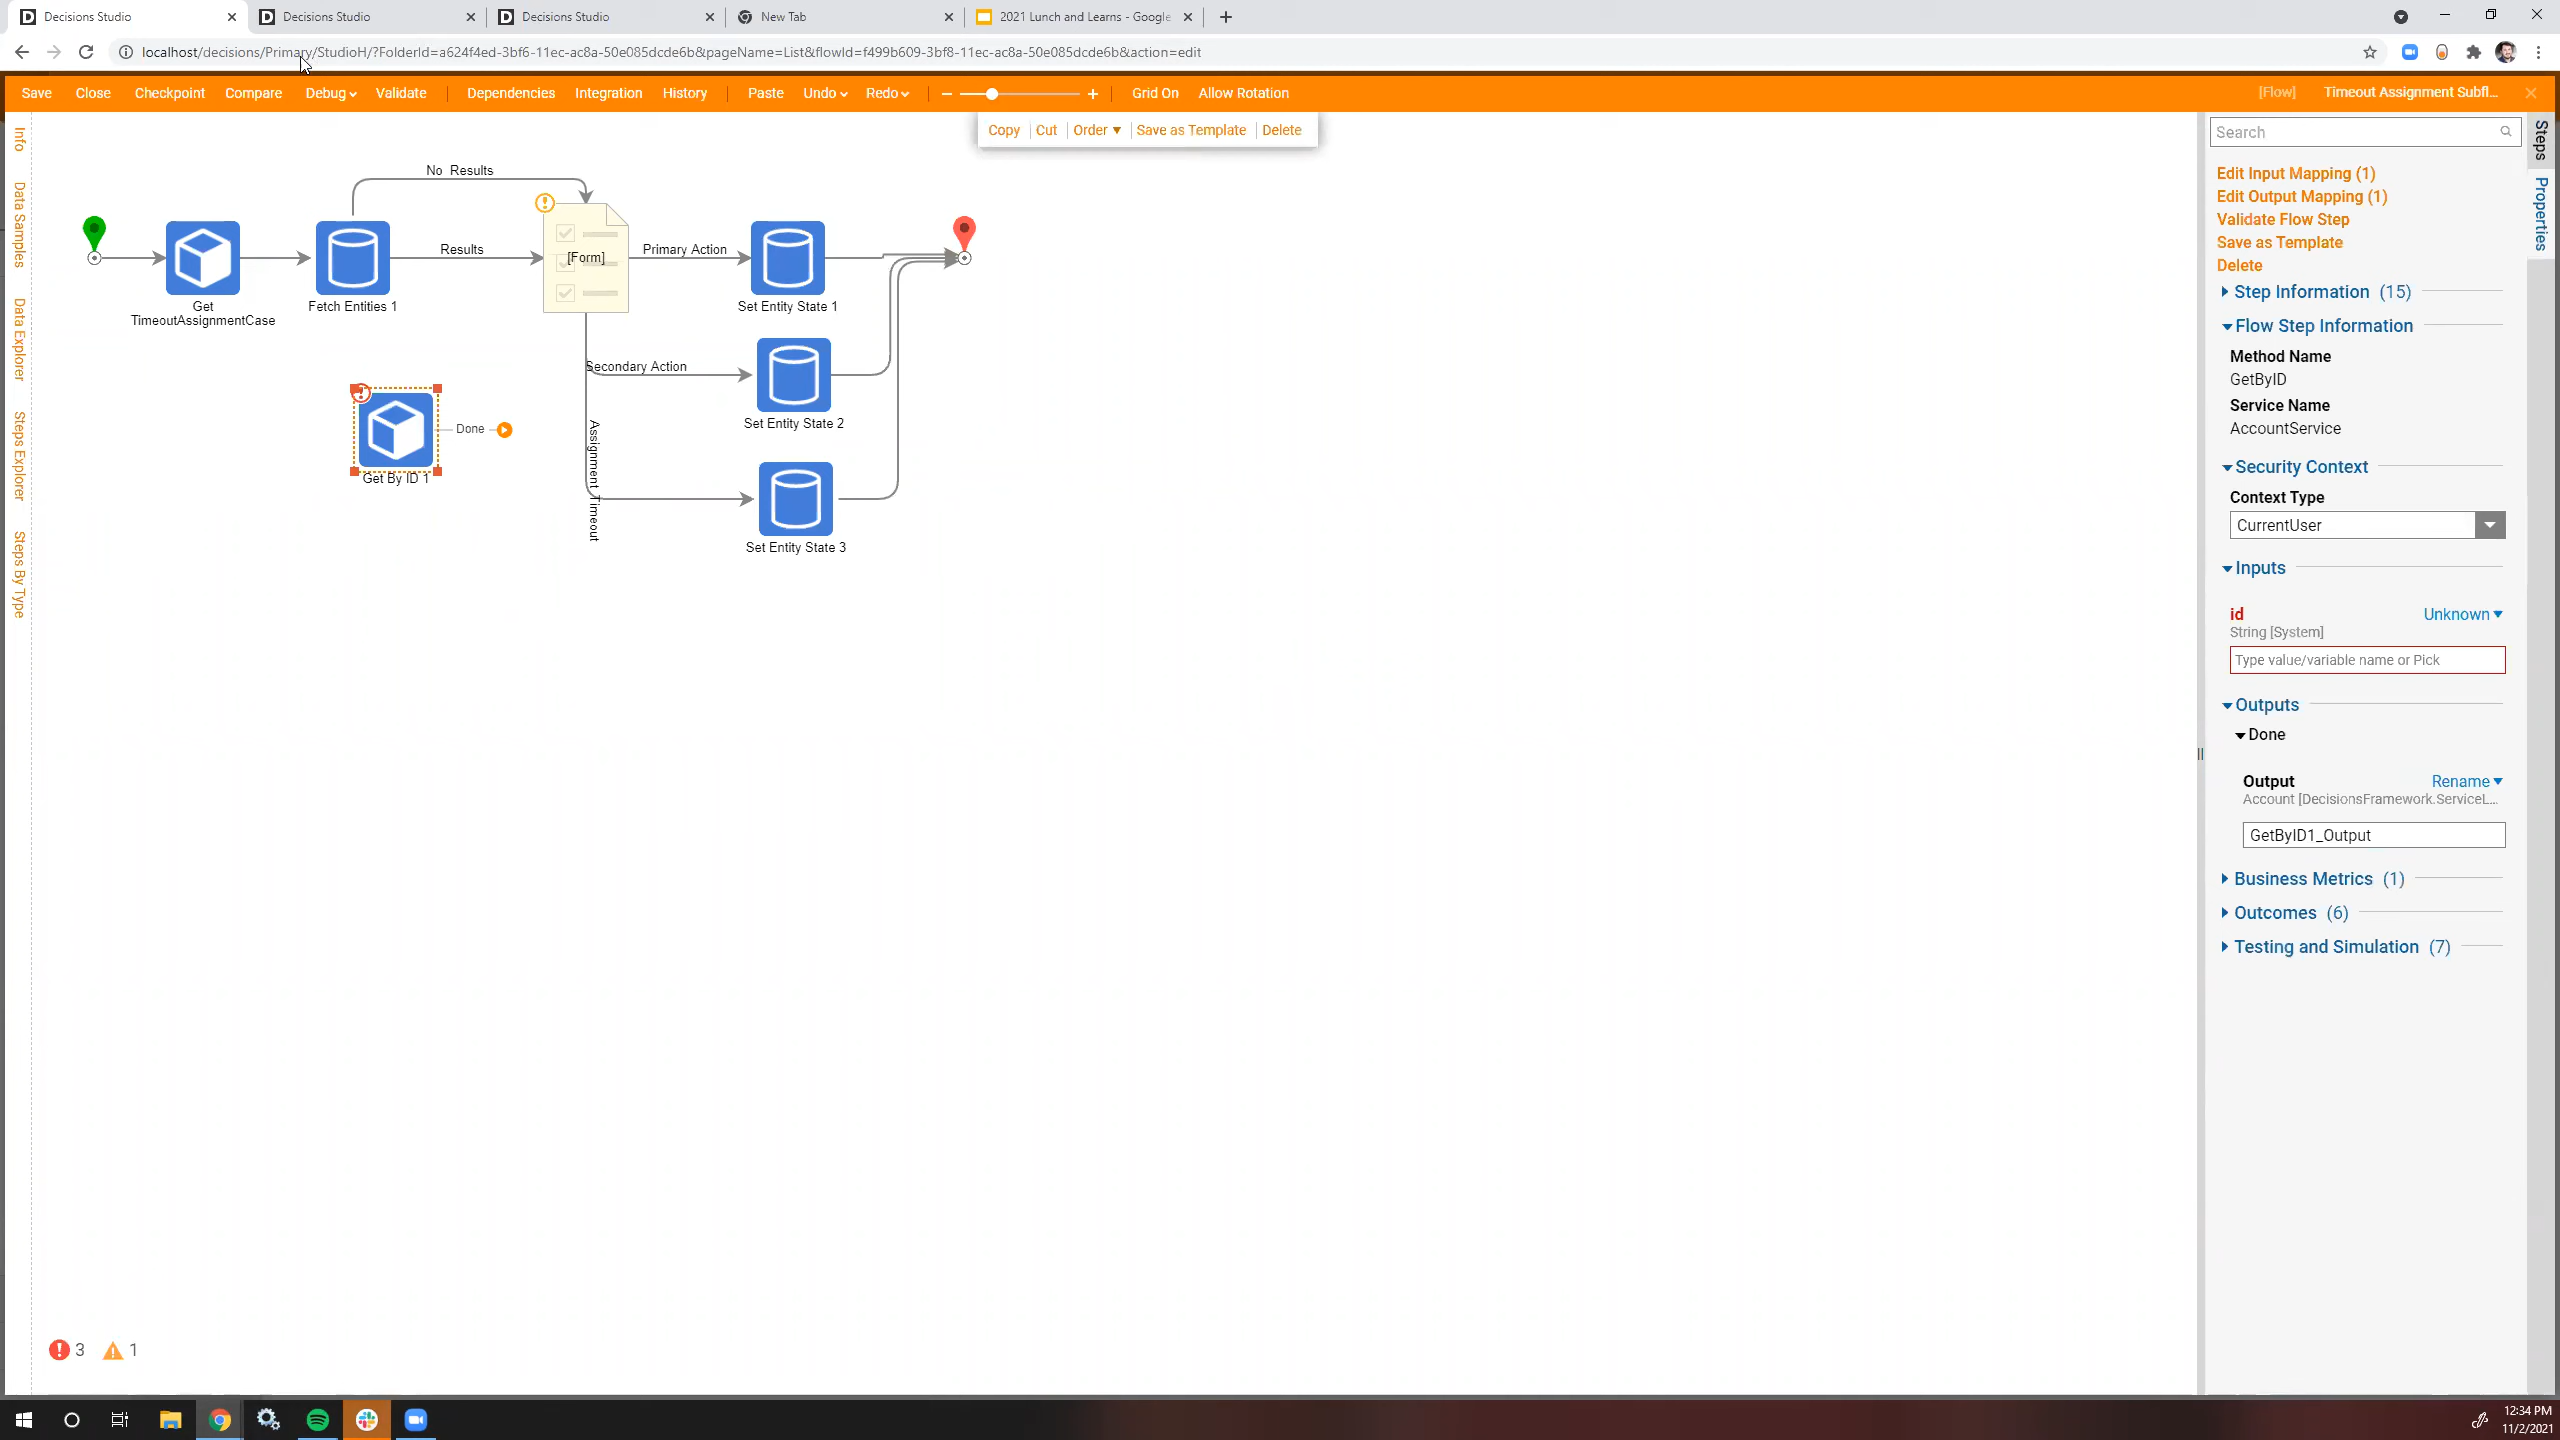 Decisions Studio
Decisions Studio
Decisions Studio
New Tab
2021 Lunch and Learns - Google
localhost/decisions/Primary/StudioH/?FolderId=a624f4ed-3bf6-11ec-ac8a-50e085dcde6b&pageName=List&flowId=f499b609-3bf8-11ec-ac8a-50e085dcde6b&action=edit
Save Close Checkpoint Compare Debug Validate Dependencies Integration History Paste Undo Redo Grid On Allow Rotation [Flow] Timeout Assignment Subfl...
Copy Cut Order Save as Template Delete
Info
Data Samples
Data Explorer
Steps Explorer
Steps By Type
No Results
Results
[Form]
Primary Action
Get
TimeoutAssignmentCase
Fetch Entities 1
Set Entity State 1
Secondary Action
Set Entity State 2
Done
Get By ID 1
Assignment Timeout
Set Entity State 3
3
1
Search
Steps
Properties
Edit Input Mapping (1)
Edit Output Mapping (1)
Validate Flow Step
Save as Template
Delete
Step Information (15)
Flow Step Information
Method Name
GetByID
Service Name
AccountService
Security Context
Context Type
CurrentUser
Inputs
id Unknown
String [System]
Type value/variable name or Pick
Outputs
Done
Output Rename
Account [DecisionsFramework.ServiceL...
GetByID1_Output
Business Metrics (1)
Outcomes (6)
Testing and Simulation (7)
12:34 PM
11/2/2021